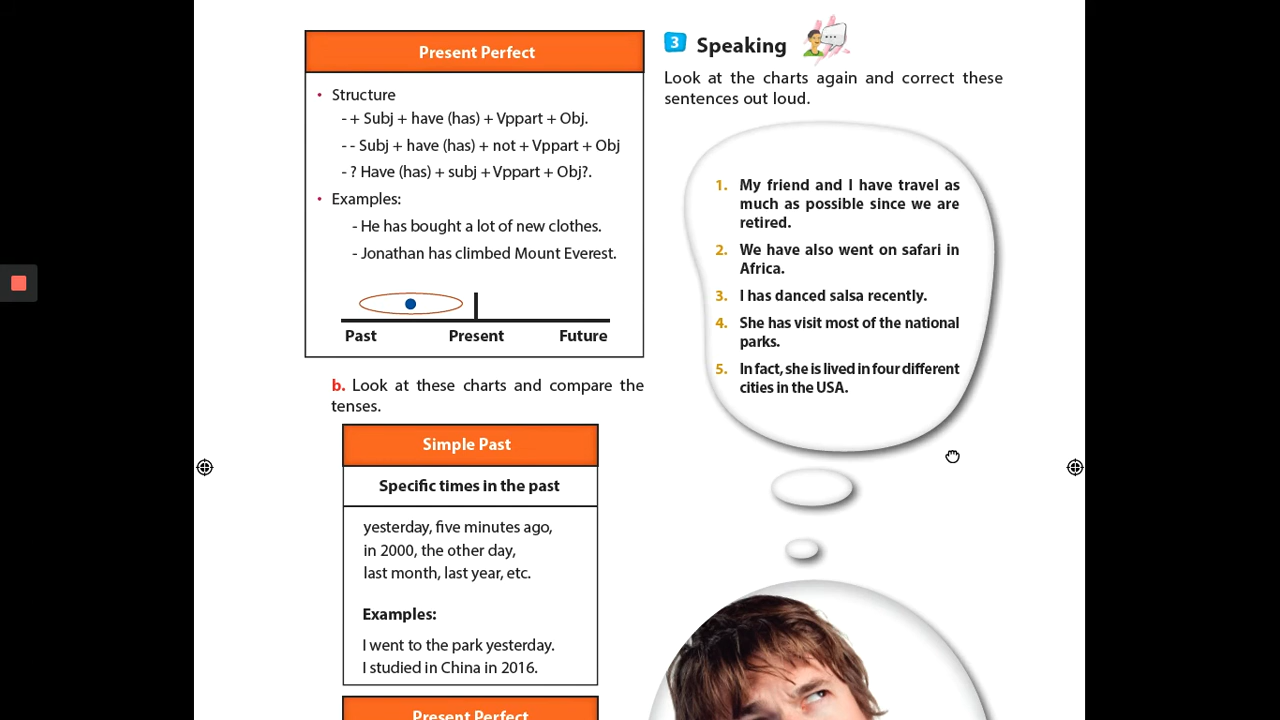 Present Perfect
• Structure
- + Subj + have (has) + Vppart + Obj.
- - Subj + have (has) + not + Vppart + Obj
- ? Have (has) + subj + Vppart + Obj?.
• Examples:
- He has bought a lot of new clothes.
- Jonathan has climbed Mount Everest.
Past Present Future
b. Look at these charts and compare the
tenses.
Simple Past
Specific times in the past
yesterday, five minutes ago,
in 2000, the other day,
last month, last year, etc.
Examples:
I went to the park yesterday.
I studied in China in 2016.
Present Perfect
3 Speaking
Look at the charts again and correct these
sentences out loud.
1. My friend and I have travel as
much as possible since we are
retired.
2. We have also went on safari in
Africa.
3. I has danced salsa recently.
4. She has visit most of the national
parks.
5. In fact, she is lived in four different
cities in the USA.